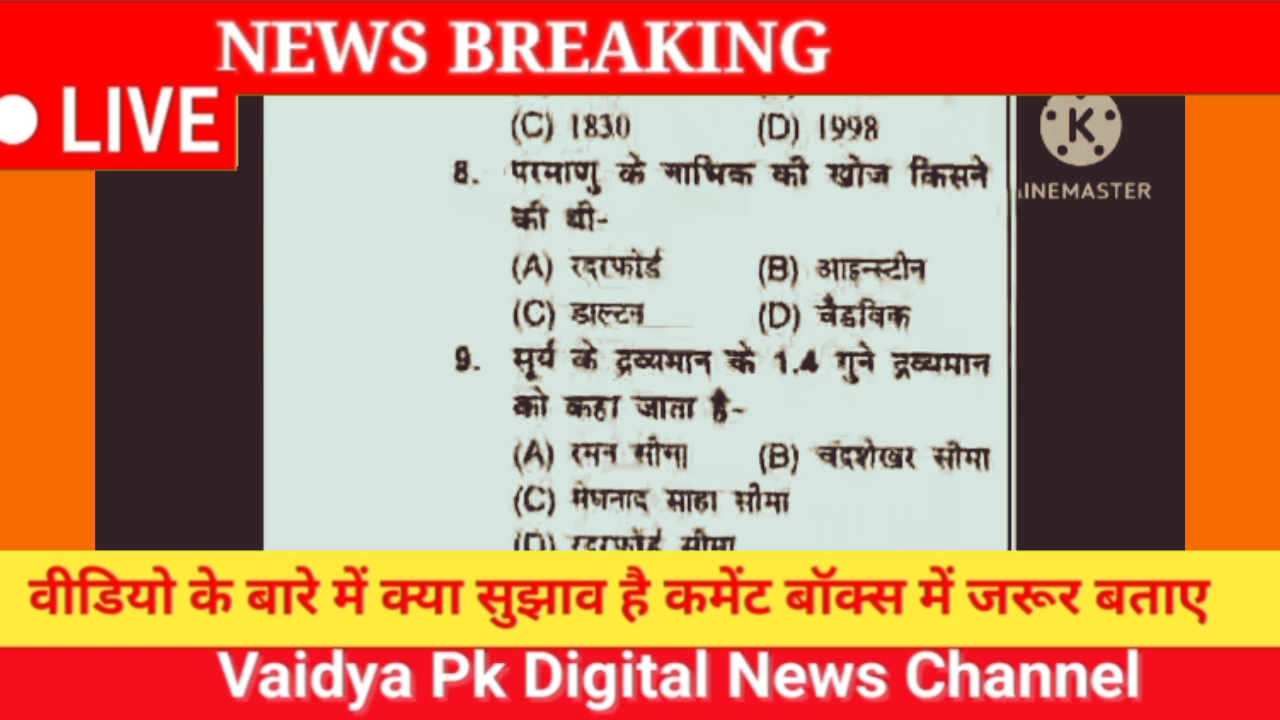 NEWS BREAKING
LIVE
(C) 1830 (D) 1998
8. परमाणु के नाभिक की खोज किसने
की थी-
(A) रदरफोर्ड (B) आइन्स्टीन
(C) डाल्टन (D) चैडविक
9. सूर्य के द्रव्यमान के 1.4 गुने द्रव्यमान
को कहा जाता है-
(A) रमन सीमा (B) चंद्रशेखर सीमा
(C) मेघनाद साहा सीमा
(D) रदरफोर्ड सीमा
K
INEMASTER
वीडियो के बारे में क्या सुझाव है कमेंट बॉक्स में जरूर बताए
Vaidya Pk Digital News Channel